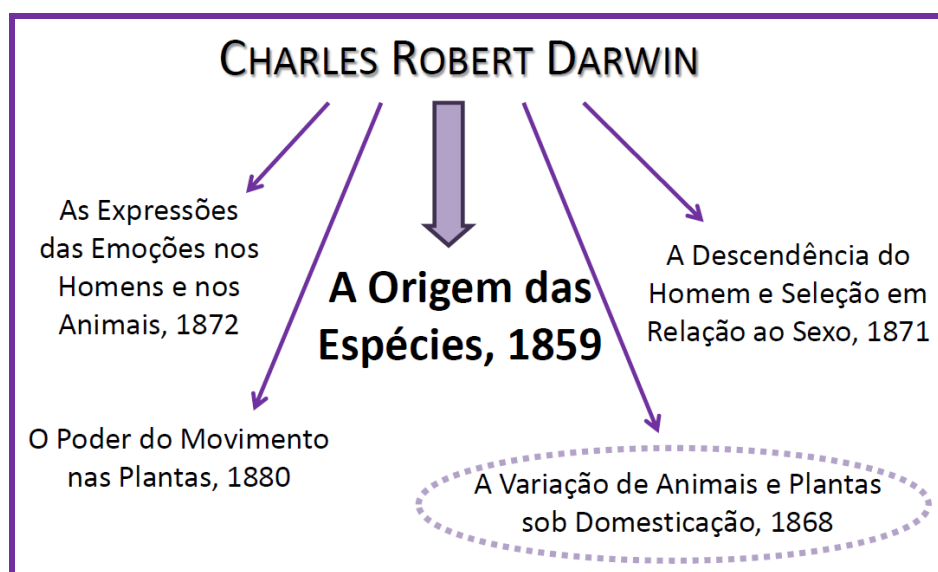 CHARLES ROBERT DARWIN
As Expressões
das Emoções nos
Homens e nos
Animais, 1872
A Origem das
Espécies, 1859
A Descendência do
Homem e Seleção em
Relação ao Sexo, 1871
O Poder do Movimento
nas Plantas, 1880
A Variação de Animais e Plantas
sob Domesticação, 1868